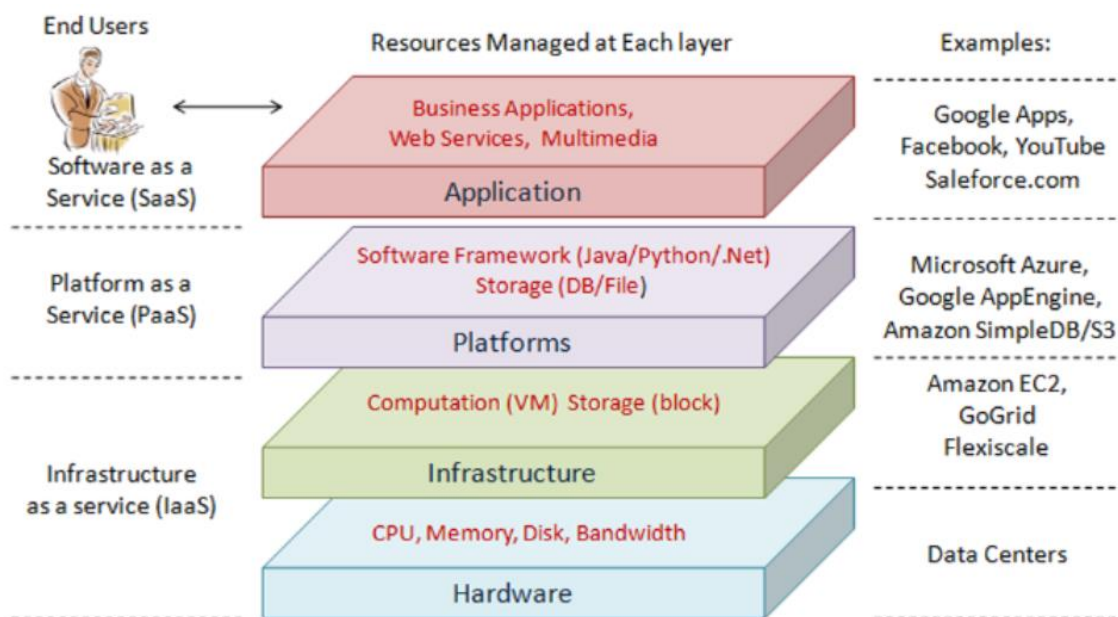 End Users
Resources Managed at Each layer
Examples:
Business Applications,
Web Services, Multimedia
Application
Software as a
Service (SaaS)
Google Apps,
Facebook, YouTube
Saleforce.com
Software Framework (Java/Python/.Net)
Storage (DB/File)
Platforms
Platform as a
Service (PaaS)
Microsoft Azure,
Google AppEngine,
Amazon SimpleDB/S3
Computation (VM) Storage (block)
Infrastructure
Amazon EC2,
GoGrid
Flexiscale
Infrastructure
as a service (IaaS)
CPU, Memory, Disk, Bandwidth
Hardware
Data Centers